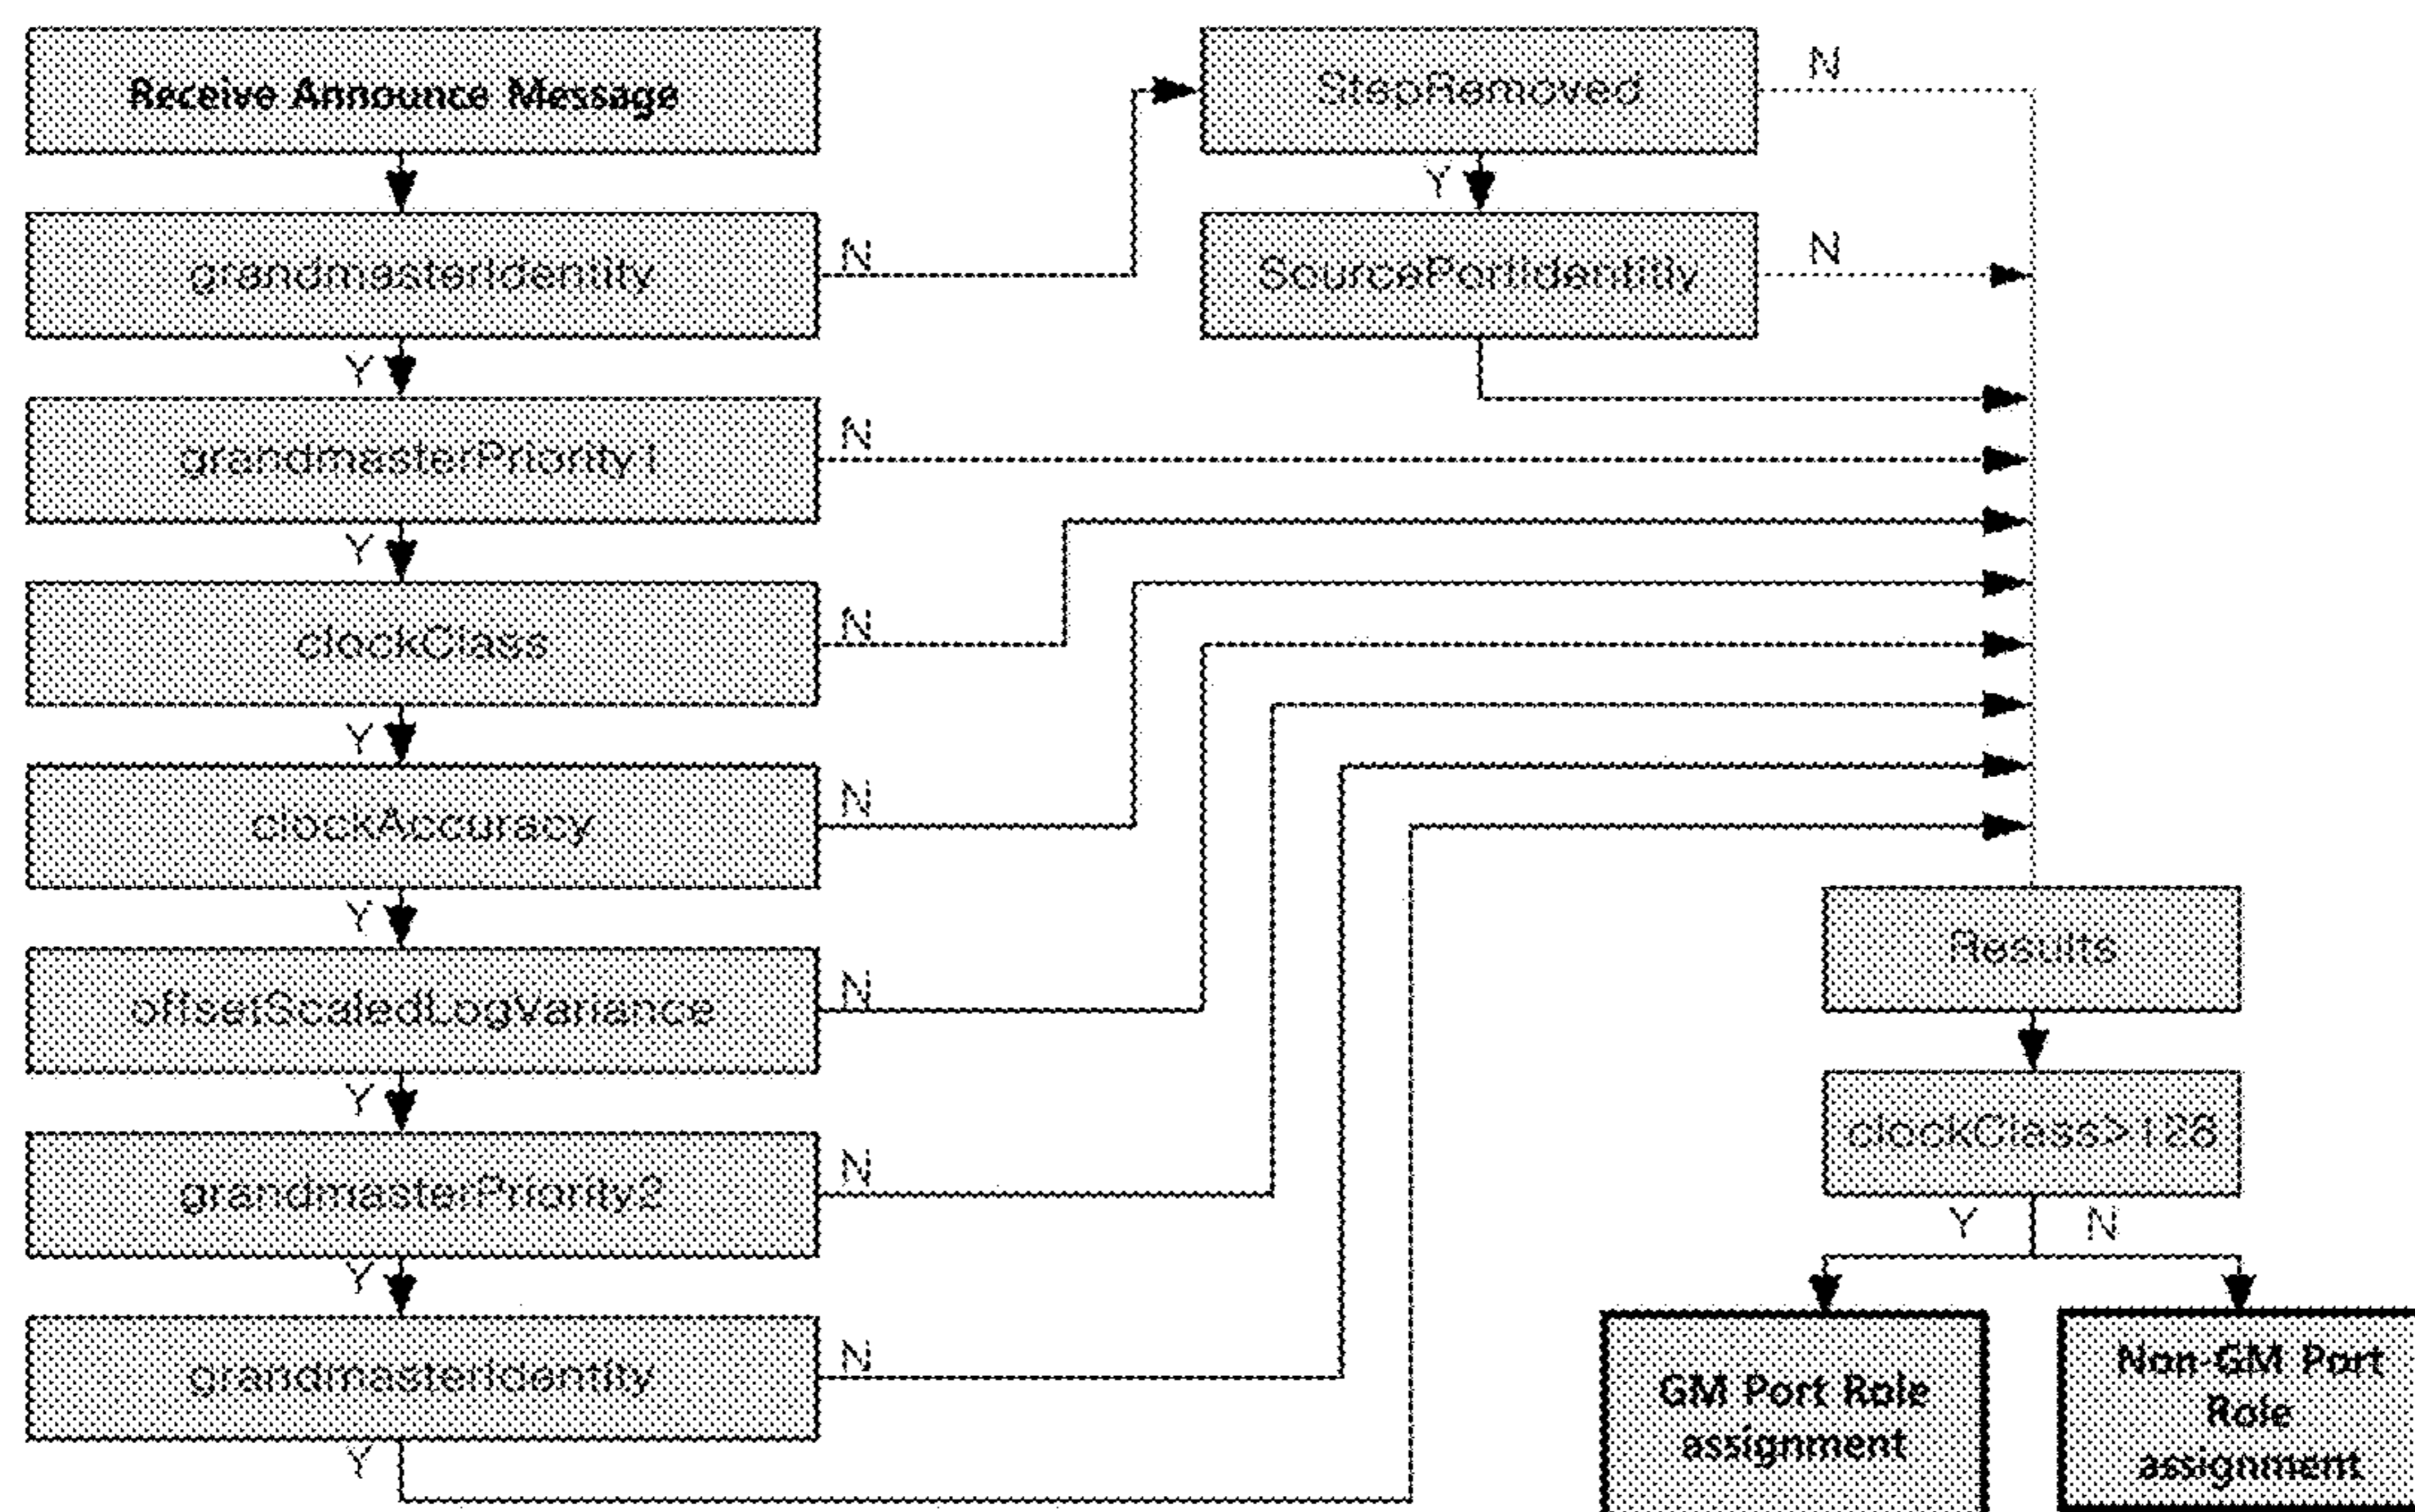 Receive Announce Message
grandmasterIdentity
N
Y
grandmasterPriority1
N
Y
clockClass
N
Y
clockAccuracy
N
Y
offsetScaledLogVariance
N
Y
grandmasterPriority2
N
Y
grandmasterIdentity
N
Y
StepRemoved
N
Y
SourcePortIdentitiy
N
Results
clockClass>128
Y
N
GM Port Role
assignment
Non-GM Port
Role
assignment